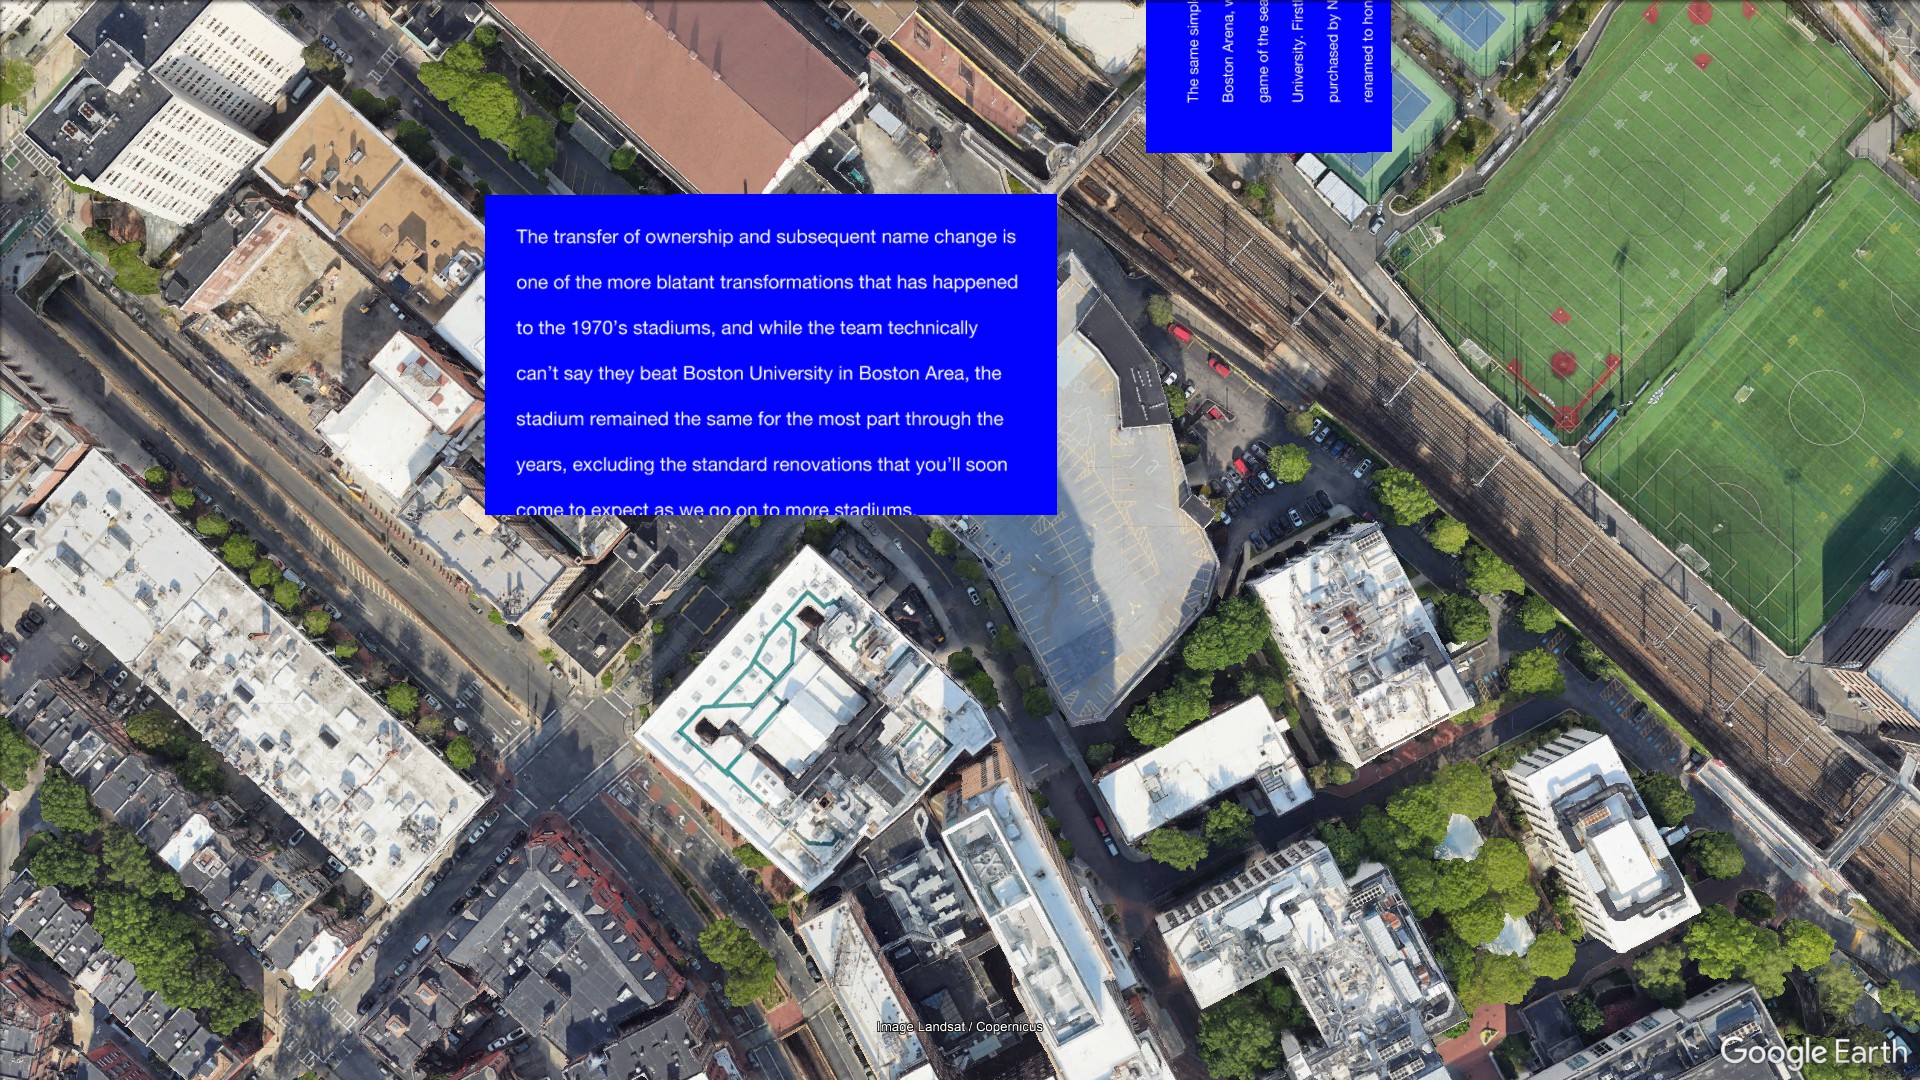 The transfer of ownership and subsequent name change is
one of the more blatant transformations that has happened
to the 1970's stadiums, and while the team technically
can't say they beat Boston University in Boston Area, the
stadium remained the same for the most part through the
years, excluding the standard renovations that you'll soon
come to expect as we go on to more stadiums.
The same simpl
Boston Arena,
game of the sea
University. First
purchased by N
renamed to hon
Image Landsat / Copernicus
Google Earth